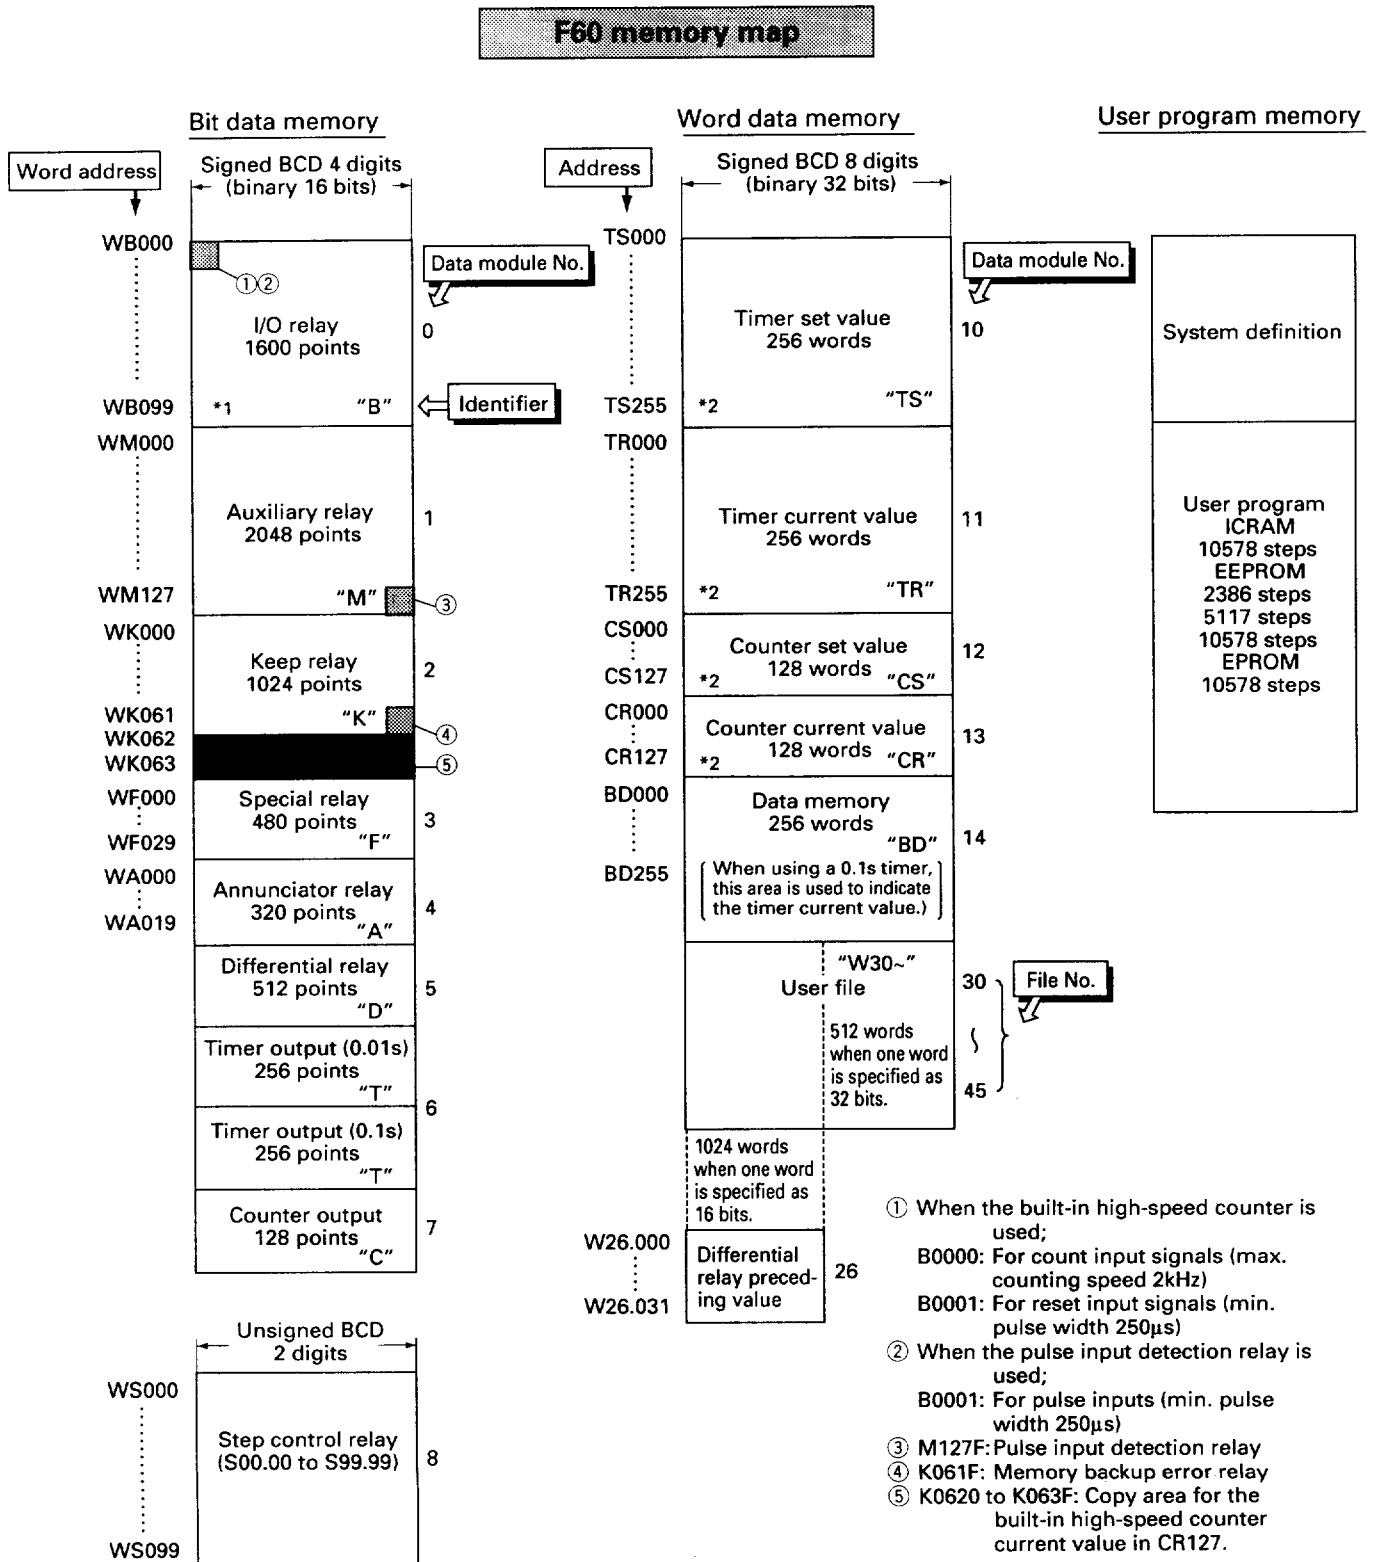 F60 memory map
Bit data memory
Word address
Signed BCD 4 digits
(binary 16 bits)
WB000
①②
Data module No.
I/O relay
1600 points
0
WB099
*1
"B"
Identifier
WM000
Auxiliary relay
2048 points
1
WM127
"M"
③
WK000
Keep relay
1024 points
2
WK061
"K"
④
WK062
WK063
⑤
WF000
Special relay
480 points
3
WF029
"F"
WA000
Annunciator relay
320 points
4
WA019
"A"
Differential relay
512 points
5
"D"
Timer output (0.01s)
256 points
"T"
6
Timer output (0.1s)
256 points
"T"
Counter output
128 points
7
"C"
Unsigned BCD
2 digits
WS000
Step control relay
(S00.00 to S99.99)
8
WS099
Word data memory
Address
Signed BCD 8 digits
(binary 32 bits)
TS000
Data module No.
Timer set value
256 words
10
TS255
*2
"TS"
TR000
Timer current value
256 words
11
TR255
*2
"TR"
CS000
Counter set value
128 words
12
CS127
*2
"CS"
CR000
Counter current value
128 words
13
CR127
*2
"CR"
BD000
Data memory
256 words
"BD"
14
BD255
(When using a 0.1s timer,
this area is used to indicate
the timer current value.)
"W30~"
User file
30
File No.
512 words
when one word
is specified as
32 bits.
45
1024 words
when one word
is specified as
16 bits.
W26.000
Differential
relay preced-
ing value
26
W26.031
User program memory
System definition
User program
ICRAM
10578 steps
EEPROM
2386 steps
5117 steps
10578 steps
EPROM
10578 steps
① When the built-in high-speed counter is
used;
B0000: For count input signals (max.
counting speed 2kHz)
B0001: For reset input signals (min.
pulse width 250μs)
② When the pulse input detection relay is
used;
B0001: For pulse inputs (min. pulse
width 250μs)
③ M127F: Pulse input detection relay
④ K061F: Memory backup error relay
⑤ K0620 to K063F: Copy area for the
built-in high-speed counter
current value in CR127.